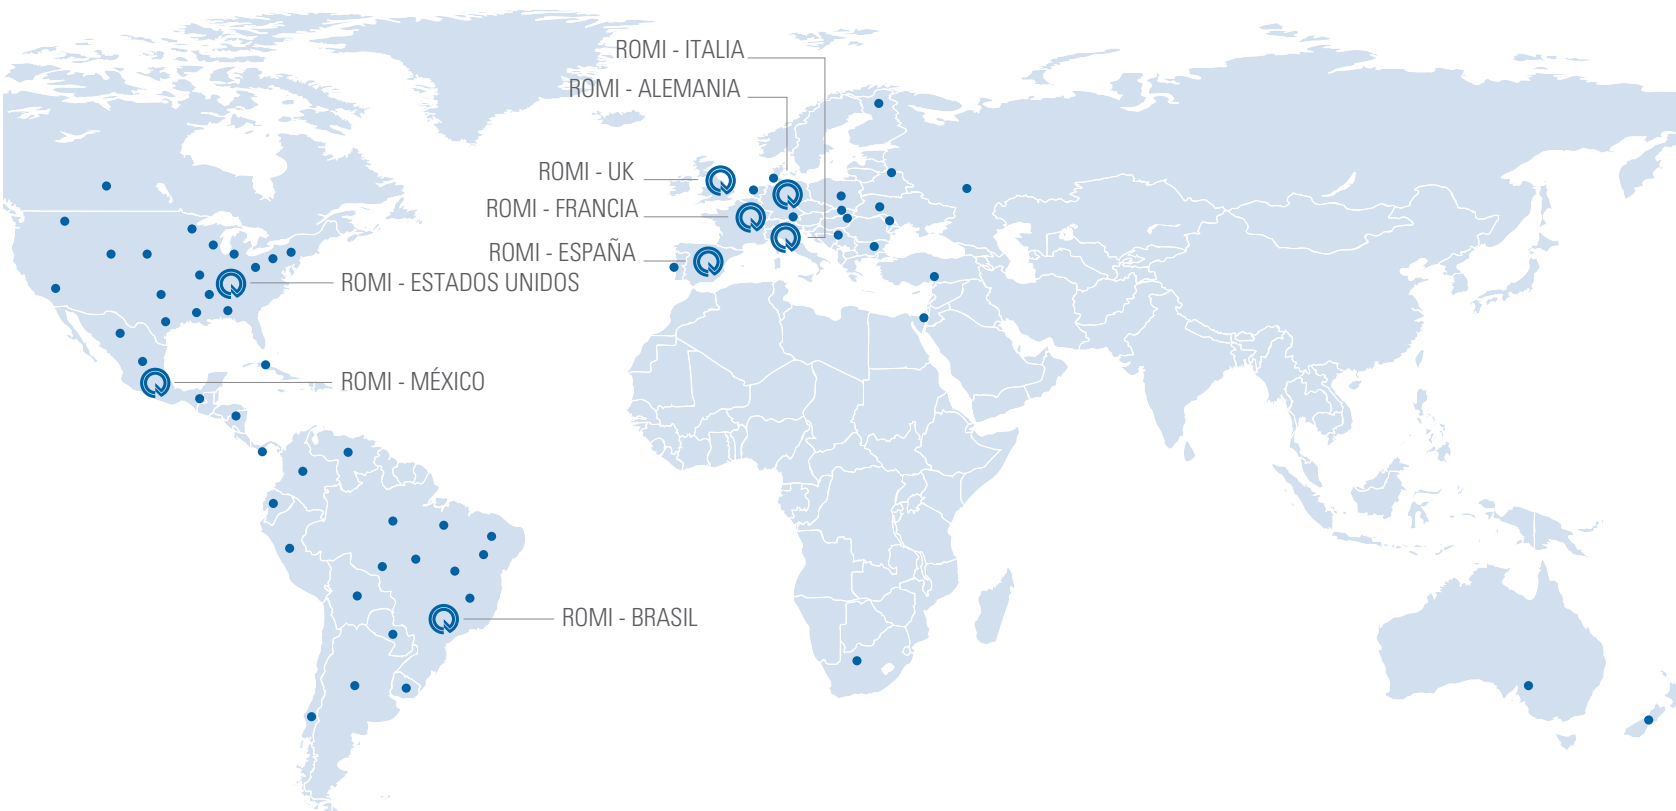 ROMI - ITALIA
ROMI - ALEMANIA
ROMI - UK
ROMI - FRANCIA
ROMI - ESPAÑA
ROMI - ESTADOS UNIDOS
ROMI - MÉXICO
ROMI - BRASIL